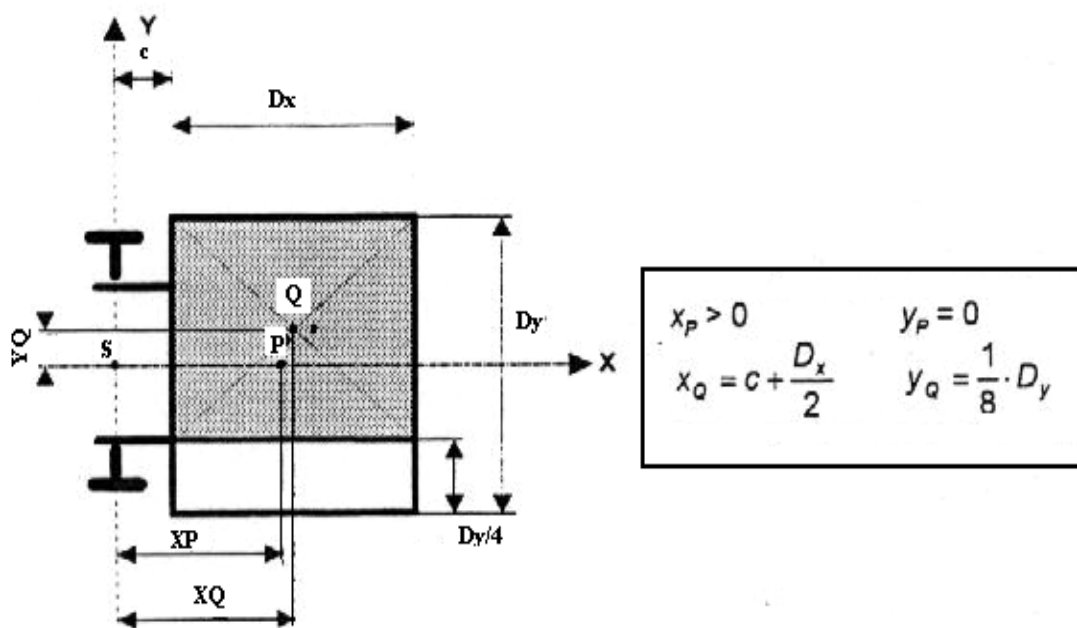 Y
c
Dx
Q
Dy
YQ
S
P
X
Dy/4
XP
XQ
x_P > 0 y_P = 0
x_Q = c + D_x/2 y_Q = 1/8 · D_y